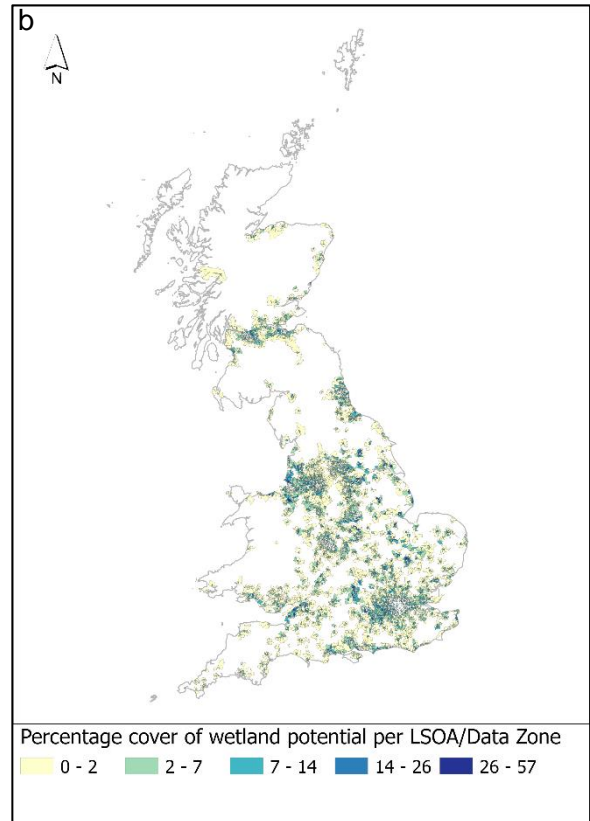 b
N
Percentage cover of wetland potential per LSOA/Data Zone
0 - 2 2 - 7 7 - 14 14 - 26 26 - 57